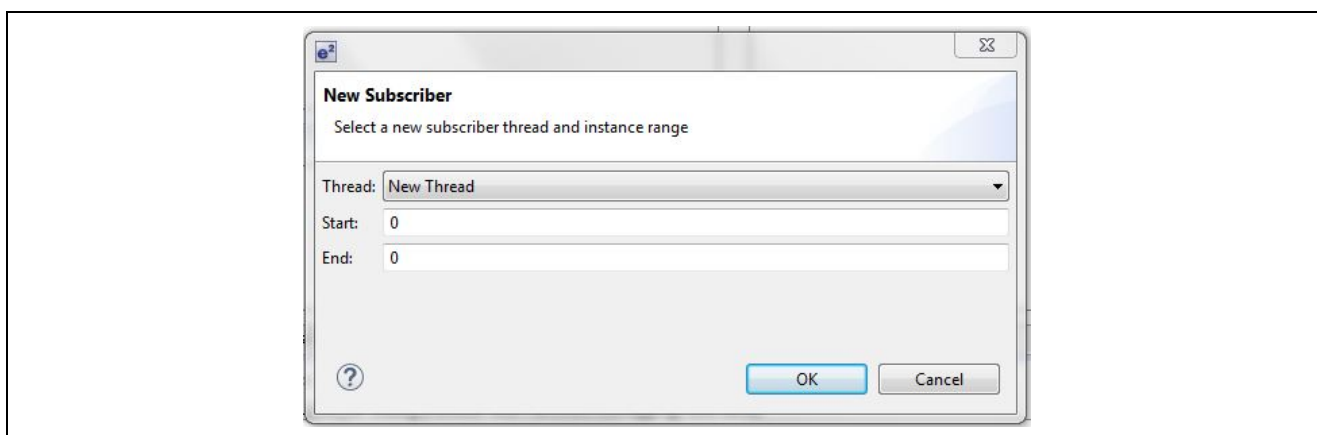 e²
New Subscriber
Select a new subscriber thread and instance range
Thread: New Thread
Start: 0
End: 0
?
OK Cancel